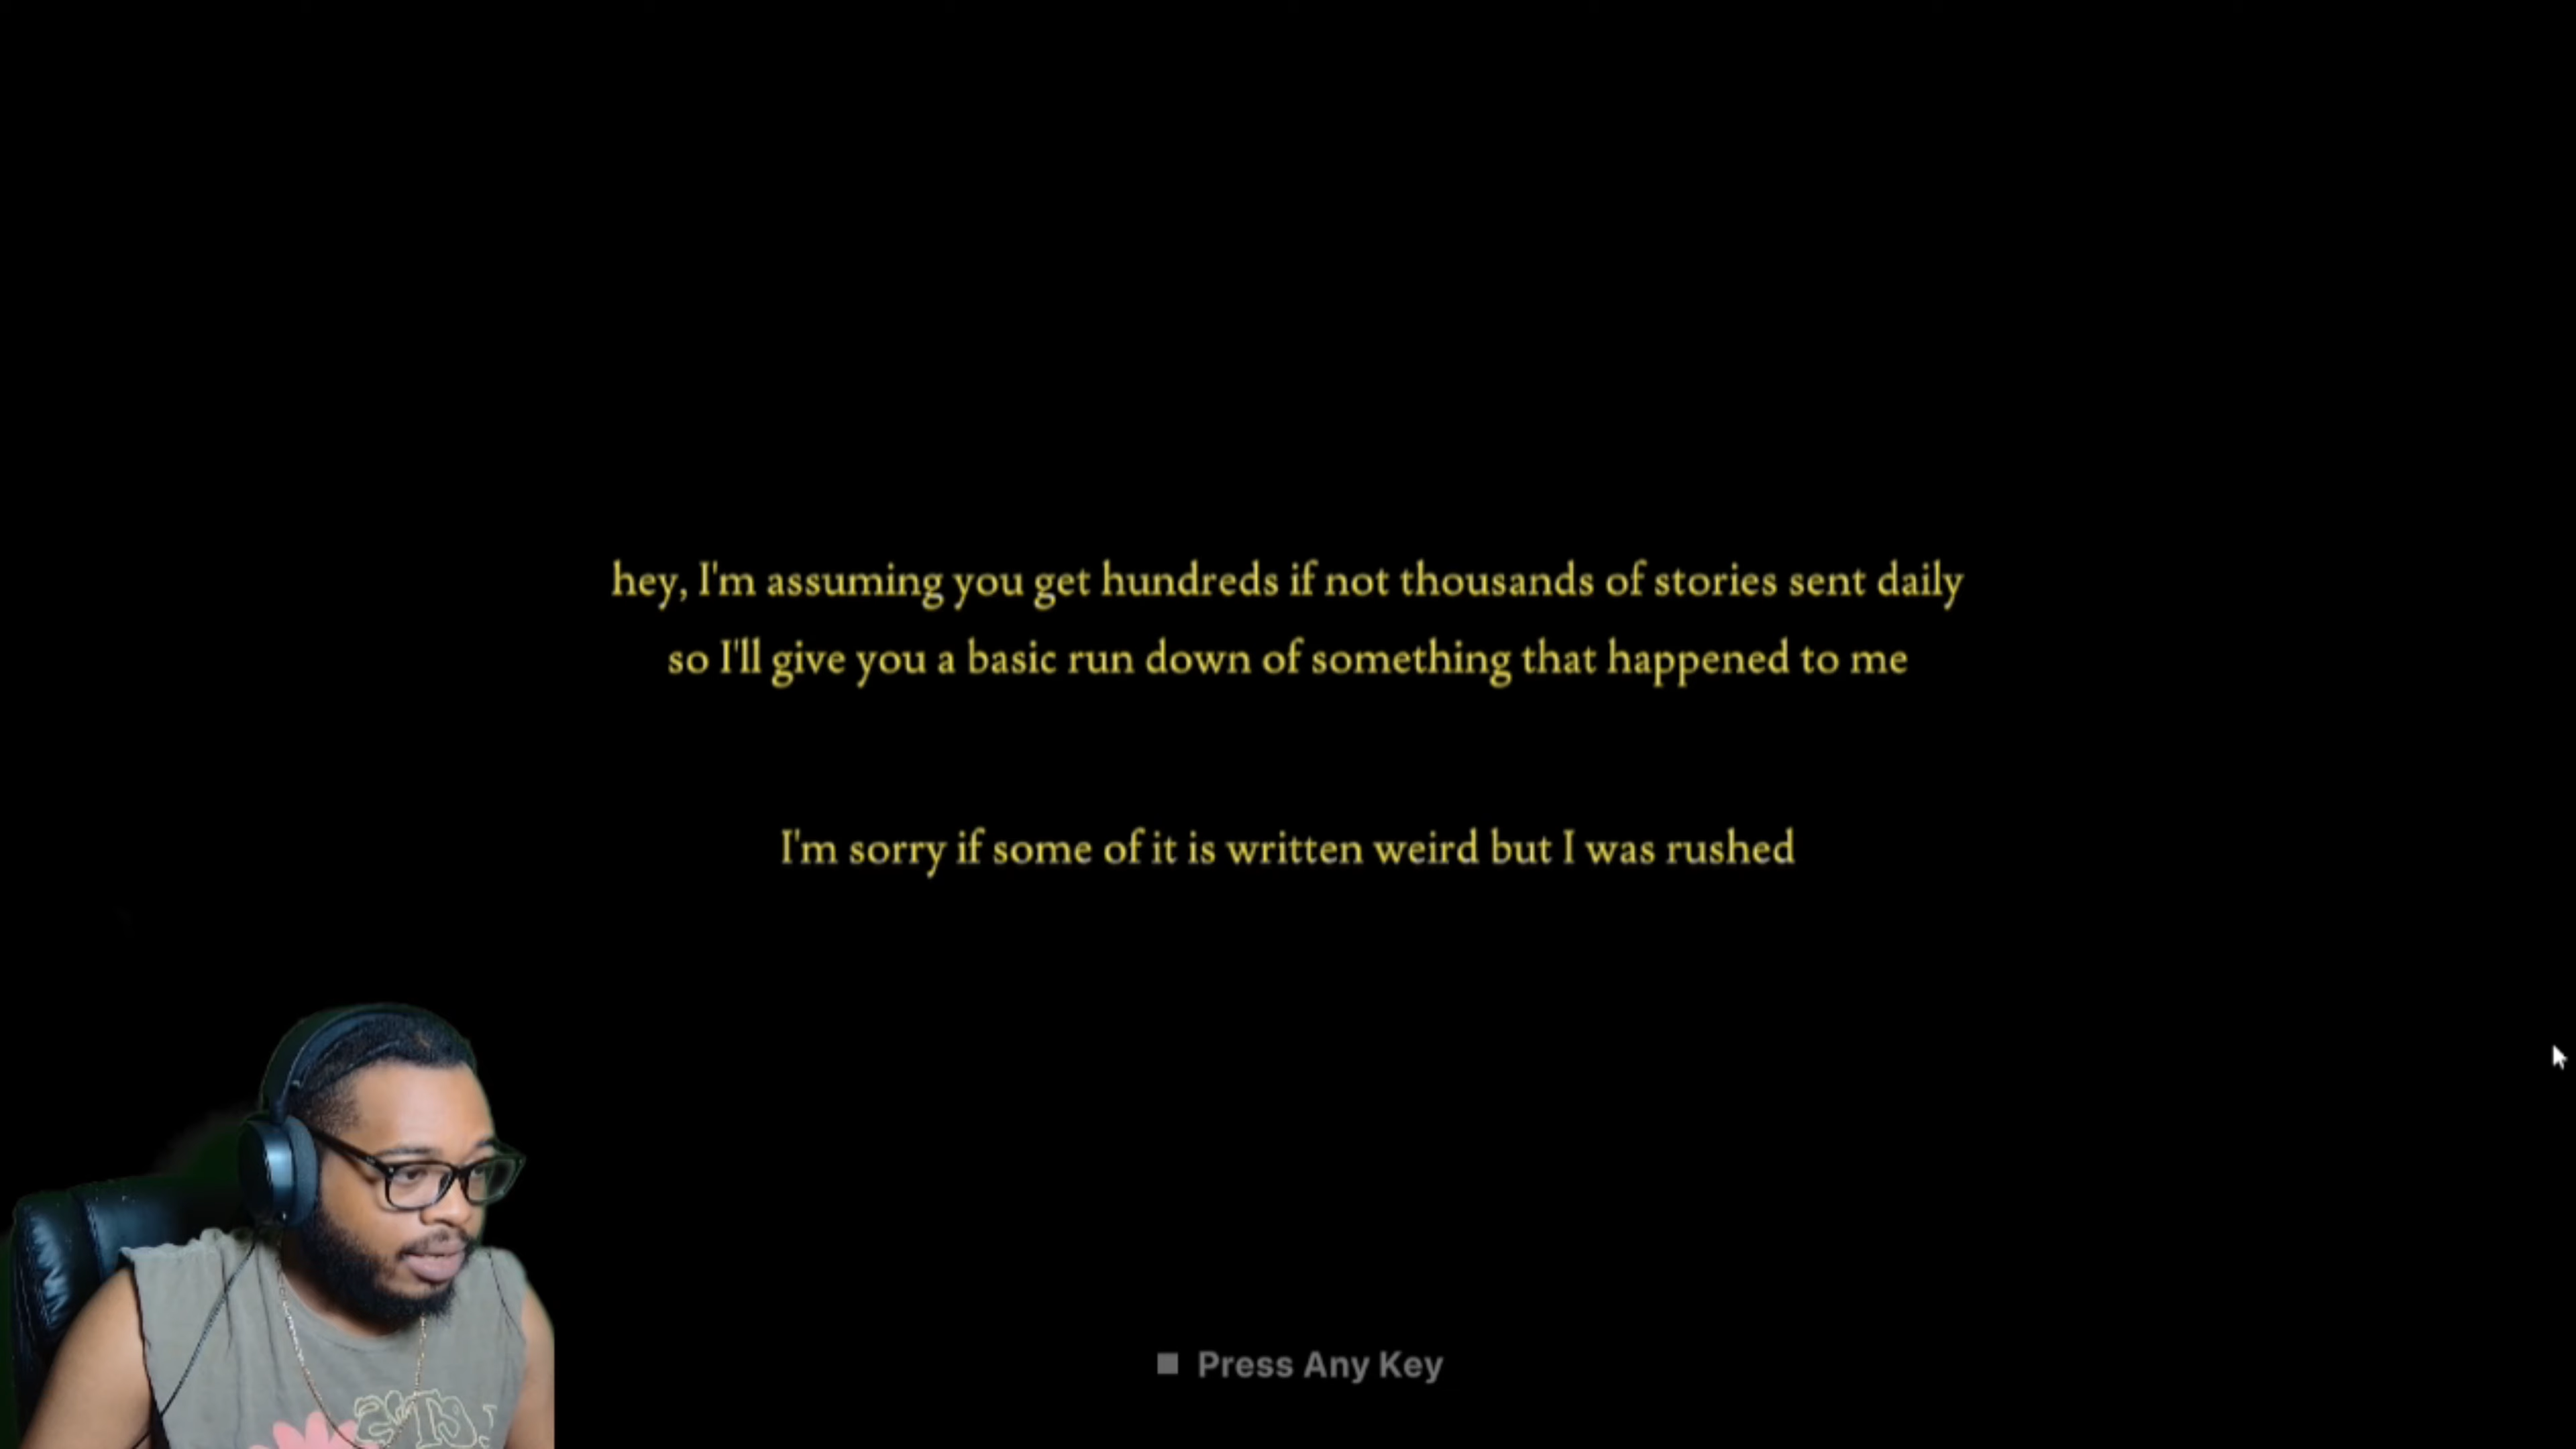 hey, I'm assuming you get hundreds if not thousands of stories sent daily
so I'll give you a basic run down of something that happened to me
I'm sorry if some of it is written weird but I was rushed
Press Any Key